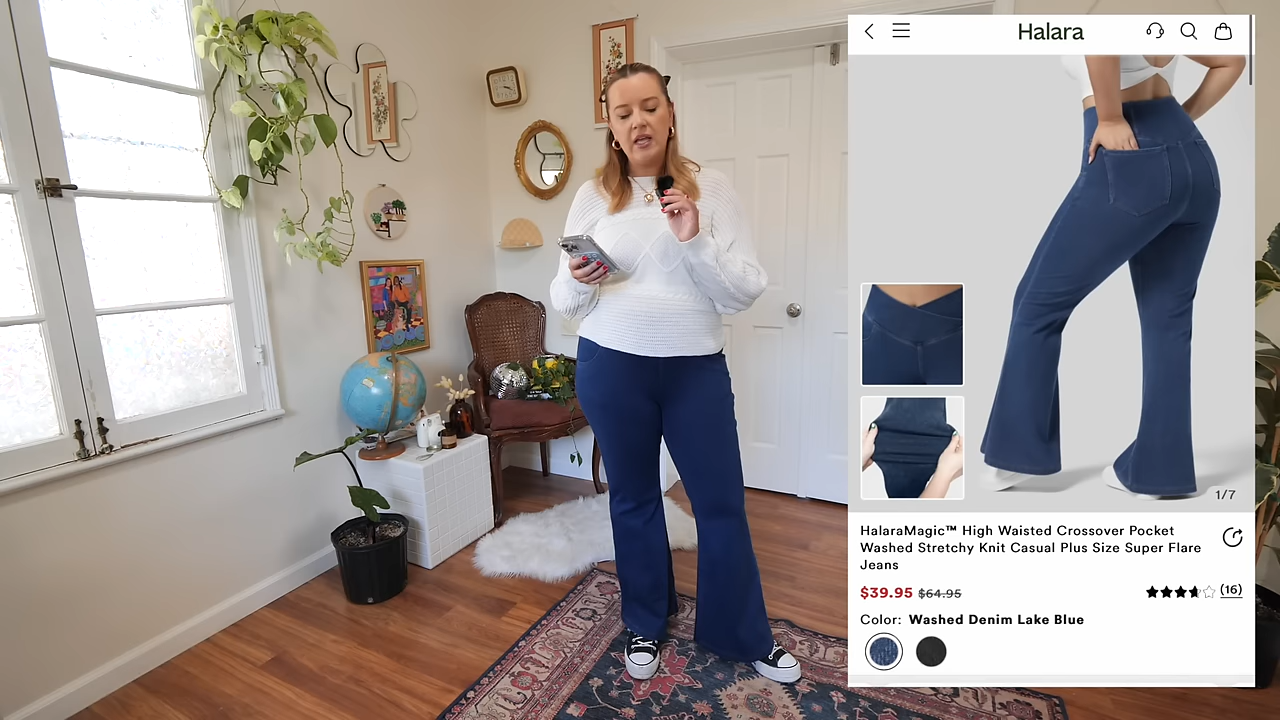 Halara
1/7
HalaraMagic™ High Waisted Crossover Pocket
Washed Stretchy Knit Casual Plus Size Super Flare
Jeans
$39.95 $64.95
(16)
Color: Washed Denim Lake Blue